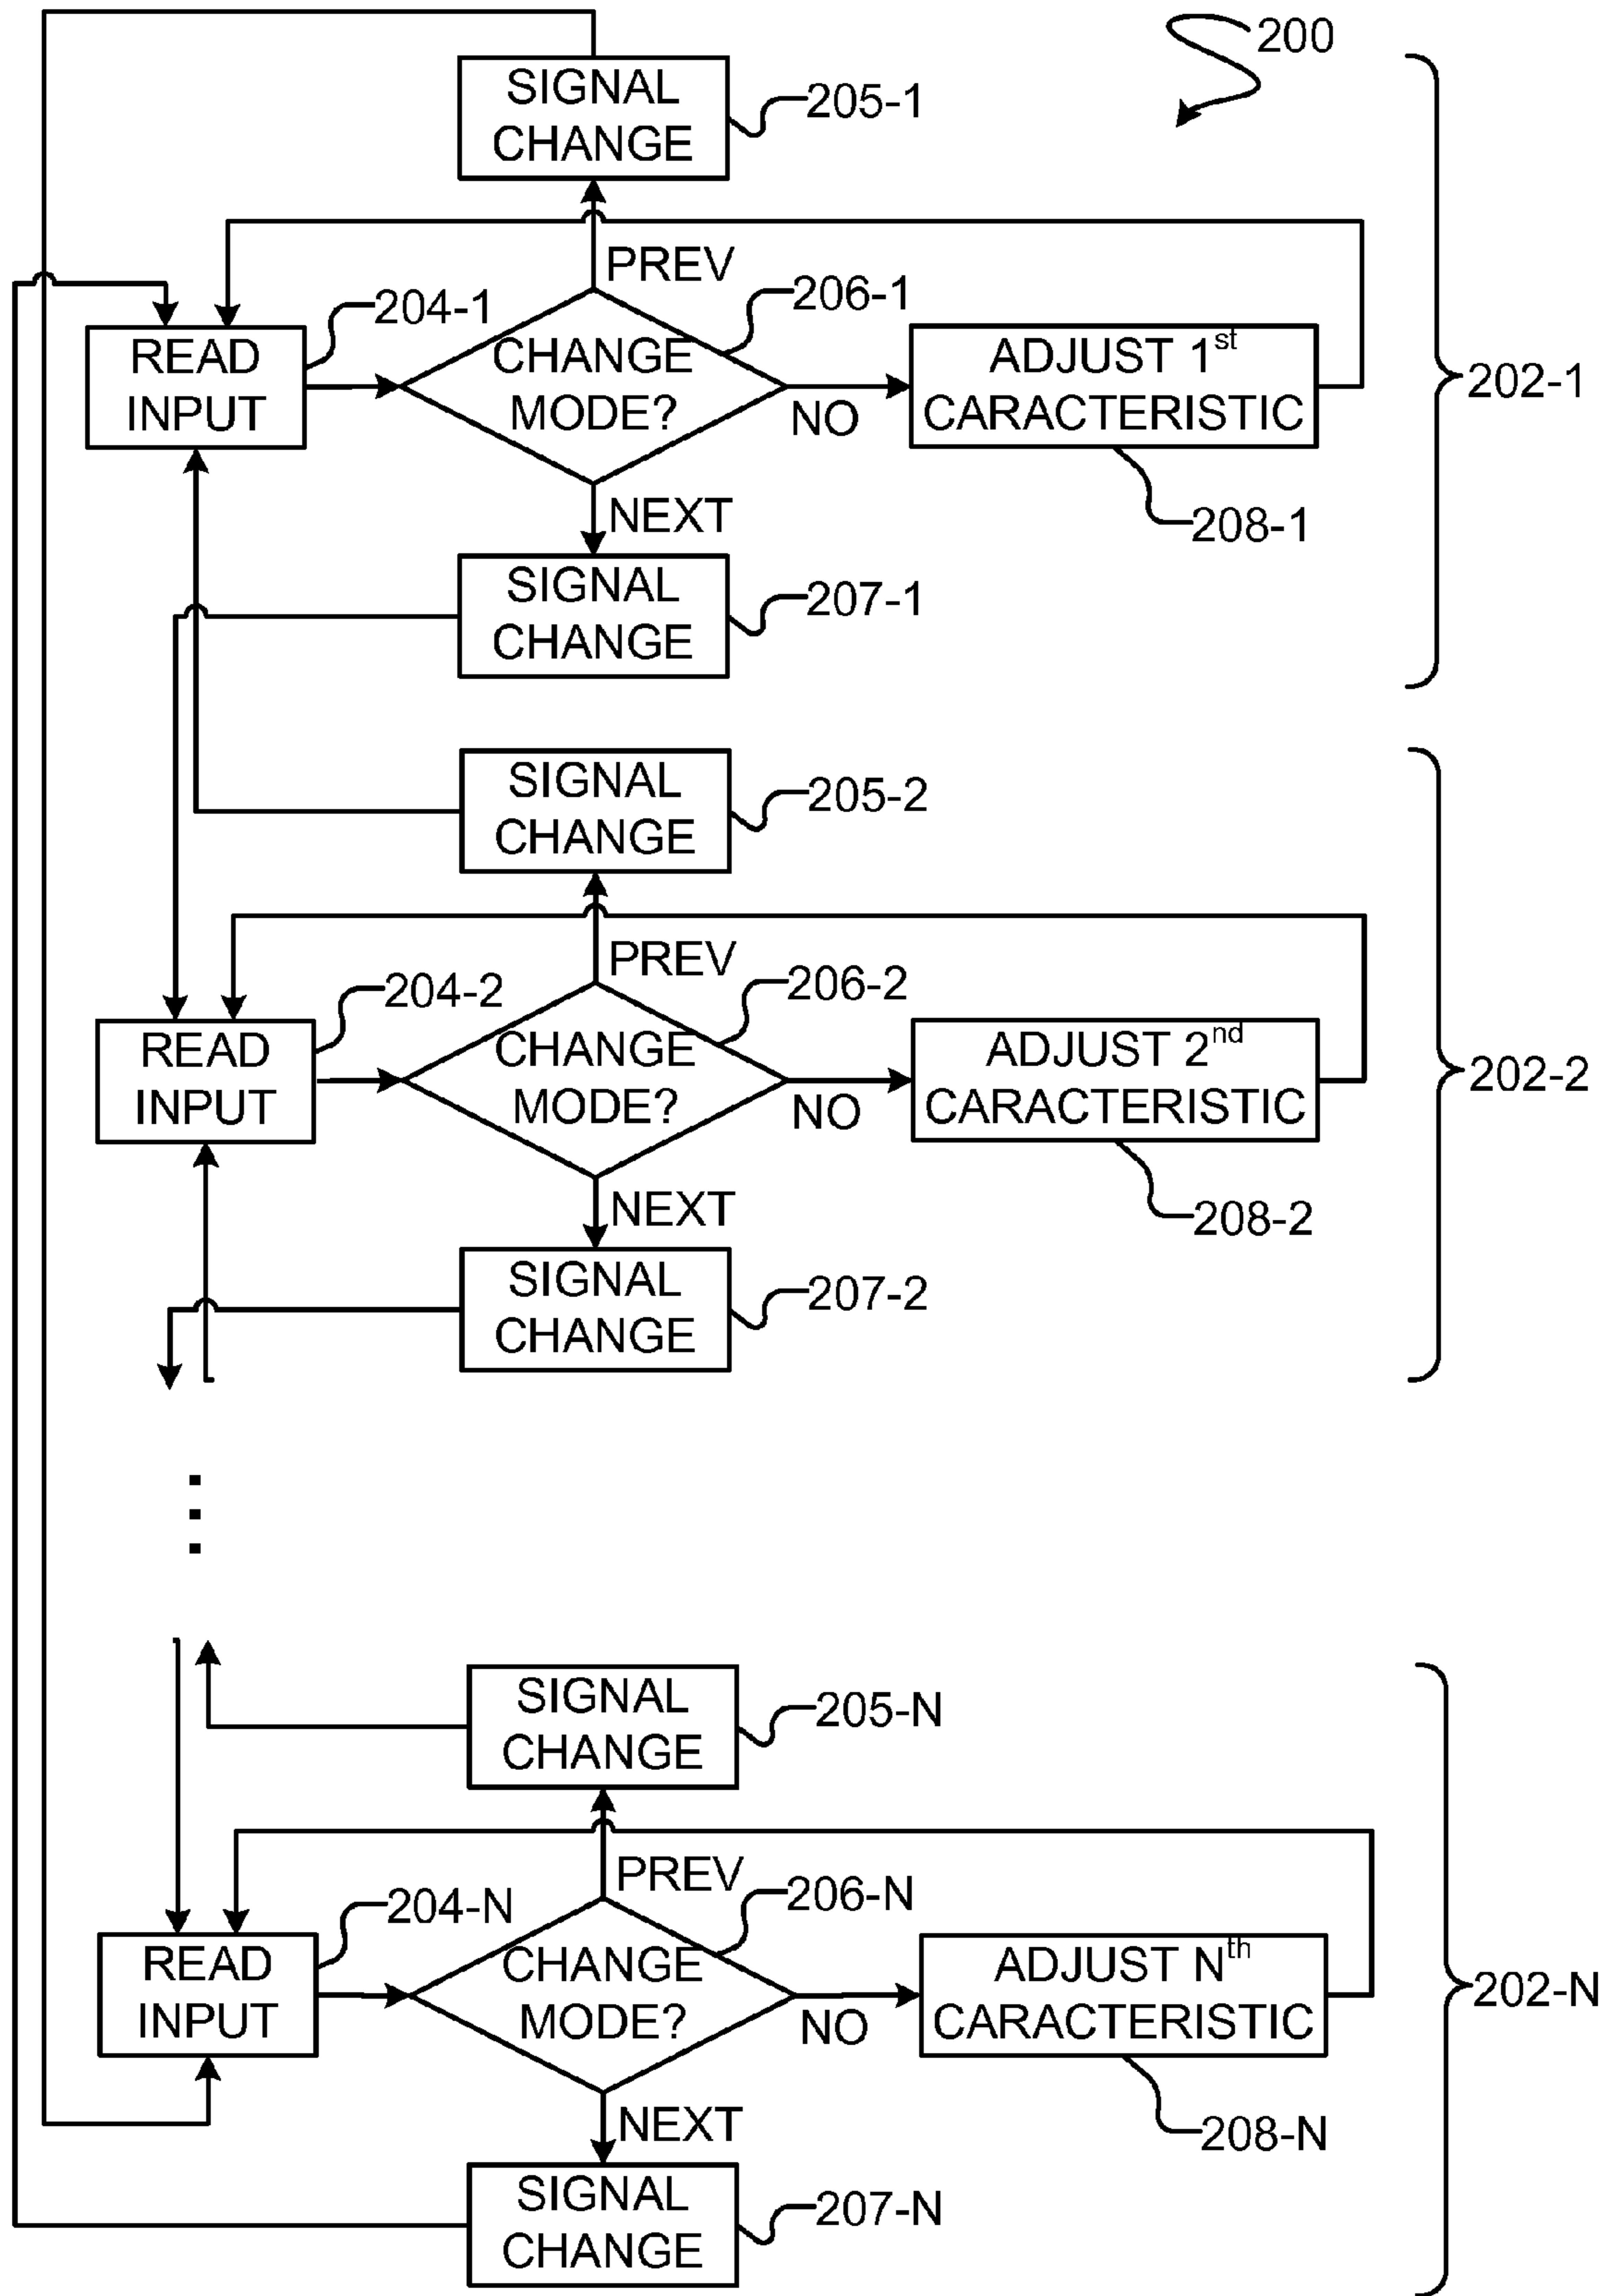 200
SIGNAL
CHANGE
205-1
PREV
204-1
206-1
READ
INPUT
CHANGE
MODE?
NO
ADJUST 1st
CARACTERISTIC
202-1
208-1
NEXT
SIGNAL
CHANGE
207-1
SIGNAL
CHANGE
205-2
PREV
204-2
206-2
READ
INPUT
CHANGE
MODE?
NO
ADJUST 2nd
CARACTERISTIC
202-2
208-2
NEXT
SIGNAL
CHANGE
207-2
SIGNAL
CHANGE
205-N
PREV
204-N
206-N
READ
INPUT
CHANGE
MODE?
NO
ADJUST Nth
CARACTERISTIC
202-N
208-N
NEXT
SIGNAL
CHANGE
207-N